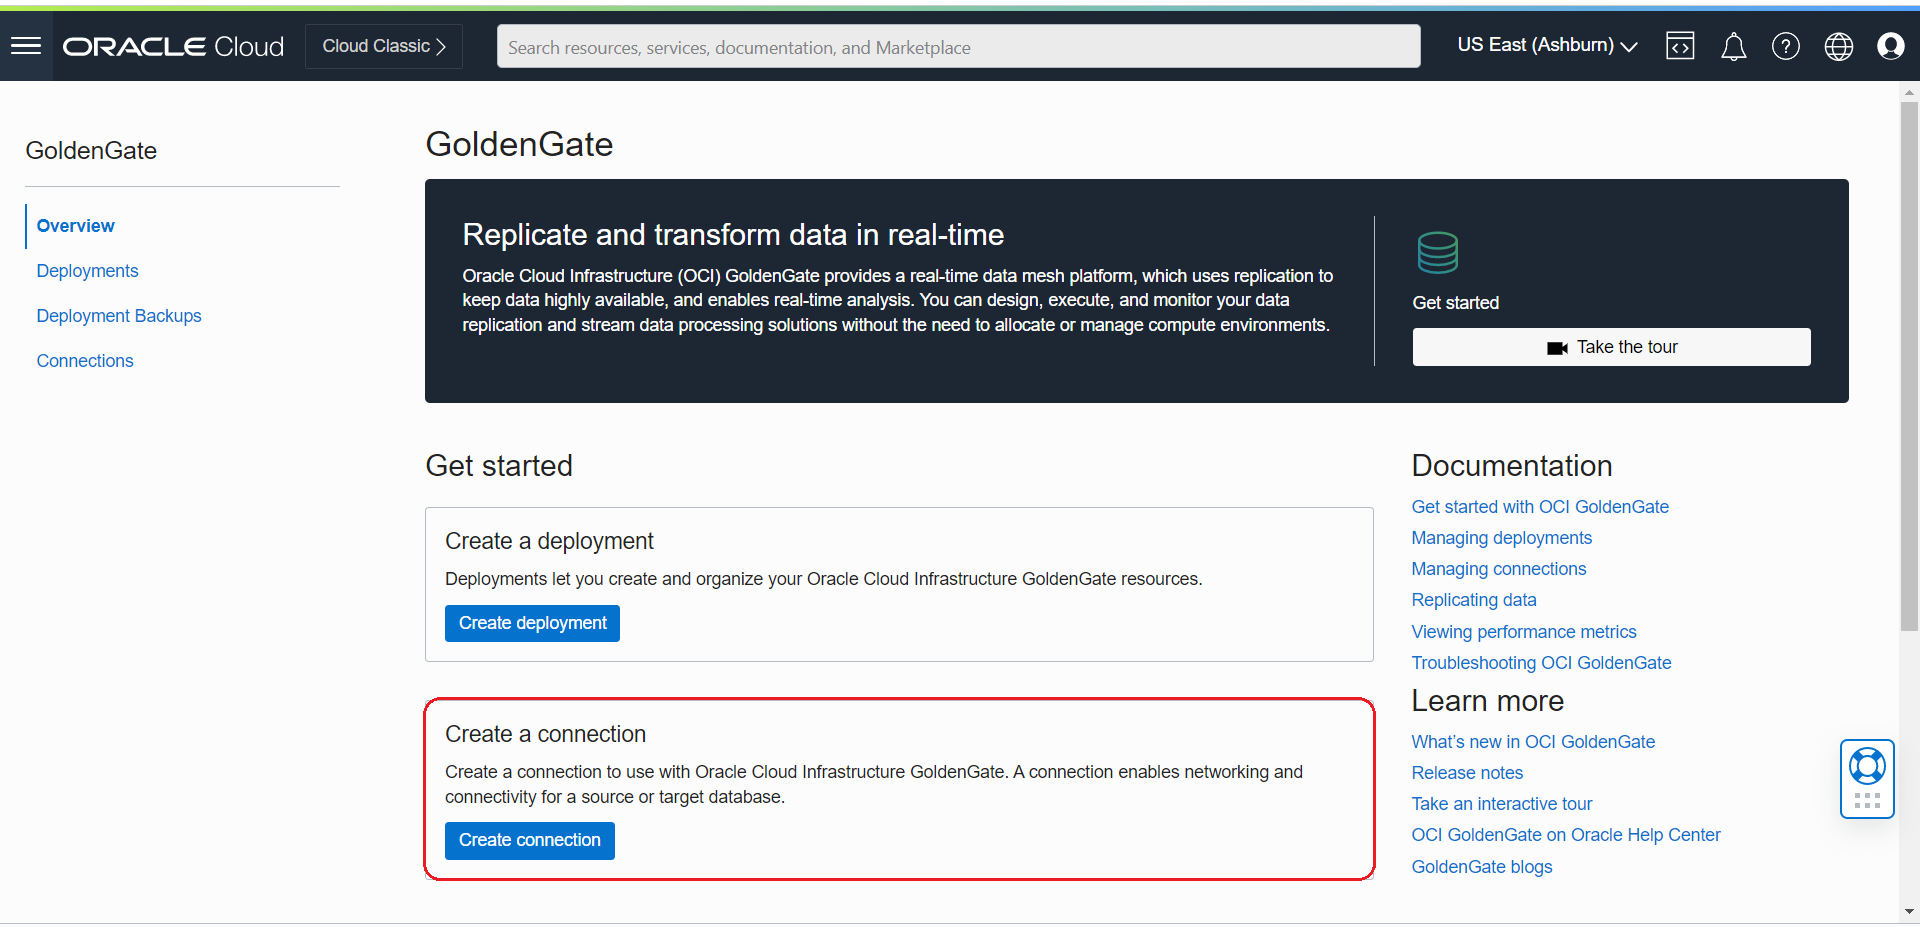 ORACLE Cloud
Cloud Classic
Search resources, services, documentation, and Marketplace
US East (Ashburn)
GoldenGate
Overview
Deployments
Deployment Backups
Connections
GoldenGate
Replicate and transform data in real-time
Oracle Cloud Infrastructure (OCI) GoldenGate provides a real-time data mesh platform, which uses replication to
keep data highly available, and enables real-time analysis. You can design, execute, and monitor your data
replication and stream data processing solutions without the need to allocate or manage compute environments.
Get started
Take the tour
Get started
Create a deployment
Deployments let you create and organize your Oracle Cloud Infrastructure GoldenGate resources.
Create deployment
Create a connection
Create a connection to use with Oracle Cloud Infrastructure GoldenGate. A connection enables networking and
connectivity for a source or target database.
Create connection
Documentation
Get started with OCI GoldenGate
Managing deployments
Managing connections
Replicating data
Viewing performance metrics
Troubleshooting OCI GoldenGate
Learn more
What's new in OCI GoldenGate
Release notes
Take an interactive tour
OCI GoldenGate on Oracle Help Center
GoldenGate blogs